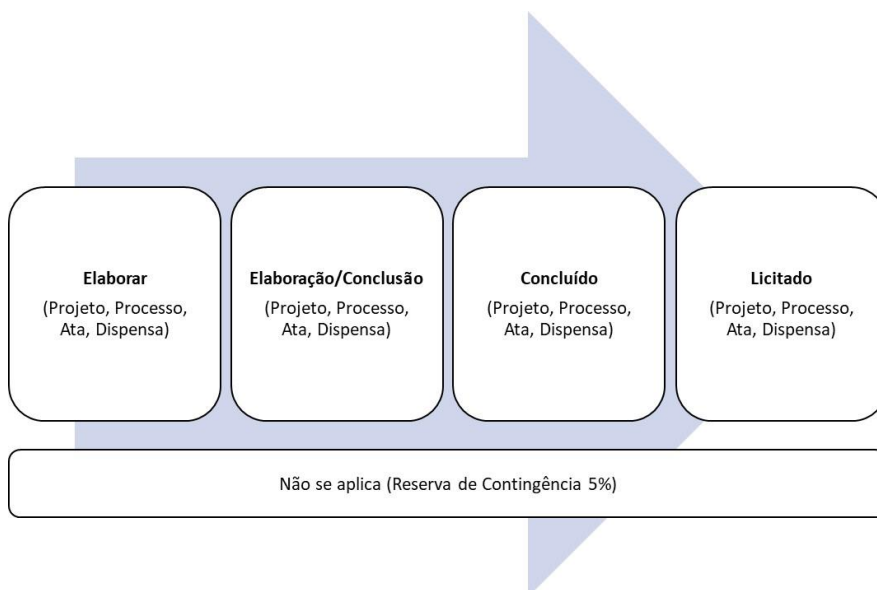 Elaborar
(Projeto, Processo,
Ata, Dispensa)
Elaboração/Conclusão
(Projeto, Processo,
Ata, Dispensa)
Concluído
(Projeto, Processo,
Ata, Dispensa)
Licitado
(Projeto, Processo,
Ata, Dispensa)
Não se aplica (Reserva de Contingência 5%)